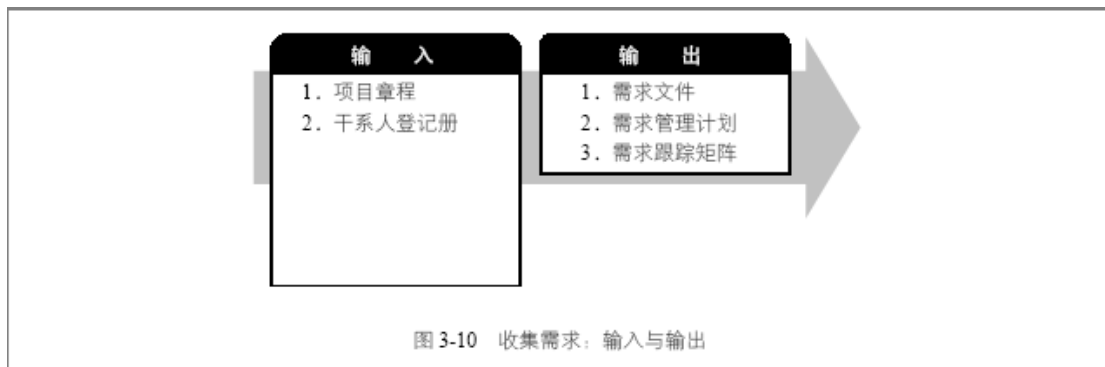 输 入
1. 项目章程
2. 干系人登记册
输 出
1. 需求文件
2. 需求管理计划
3. 需求跟踪矩阵
图 3-10 收集需求：输入与输出